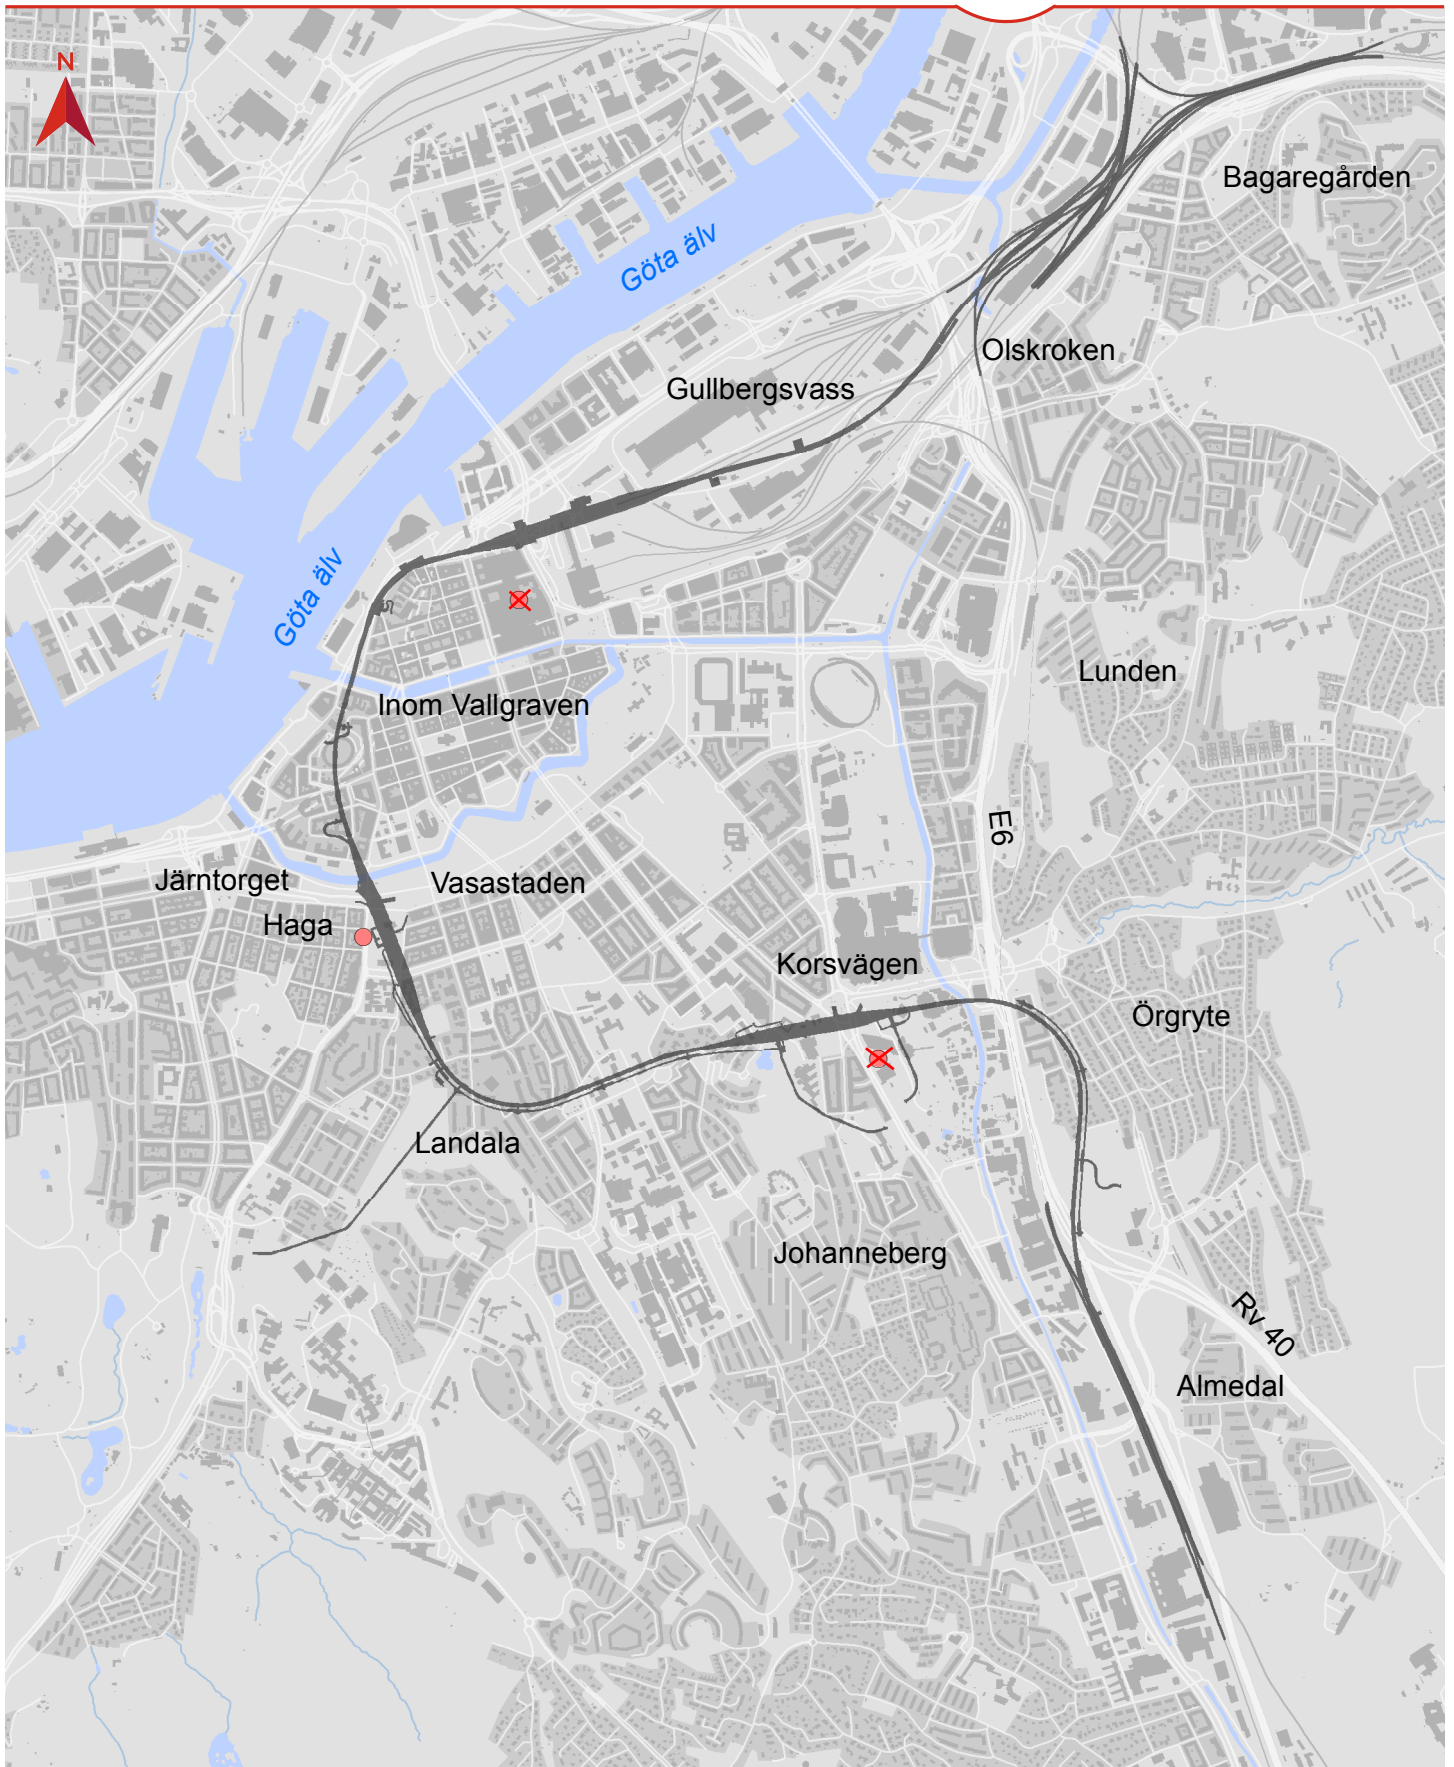 N
Bagaregården
Göta älv
Olskroken
Gullbergsvass
Göta älv
Lunden
Inom Vallgraven
E6
Järntorget
Vasastaden
Haga
Korsvägen
Örgryte
Landala
Johanneberg
Rv 40
Almedal